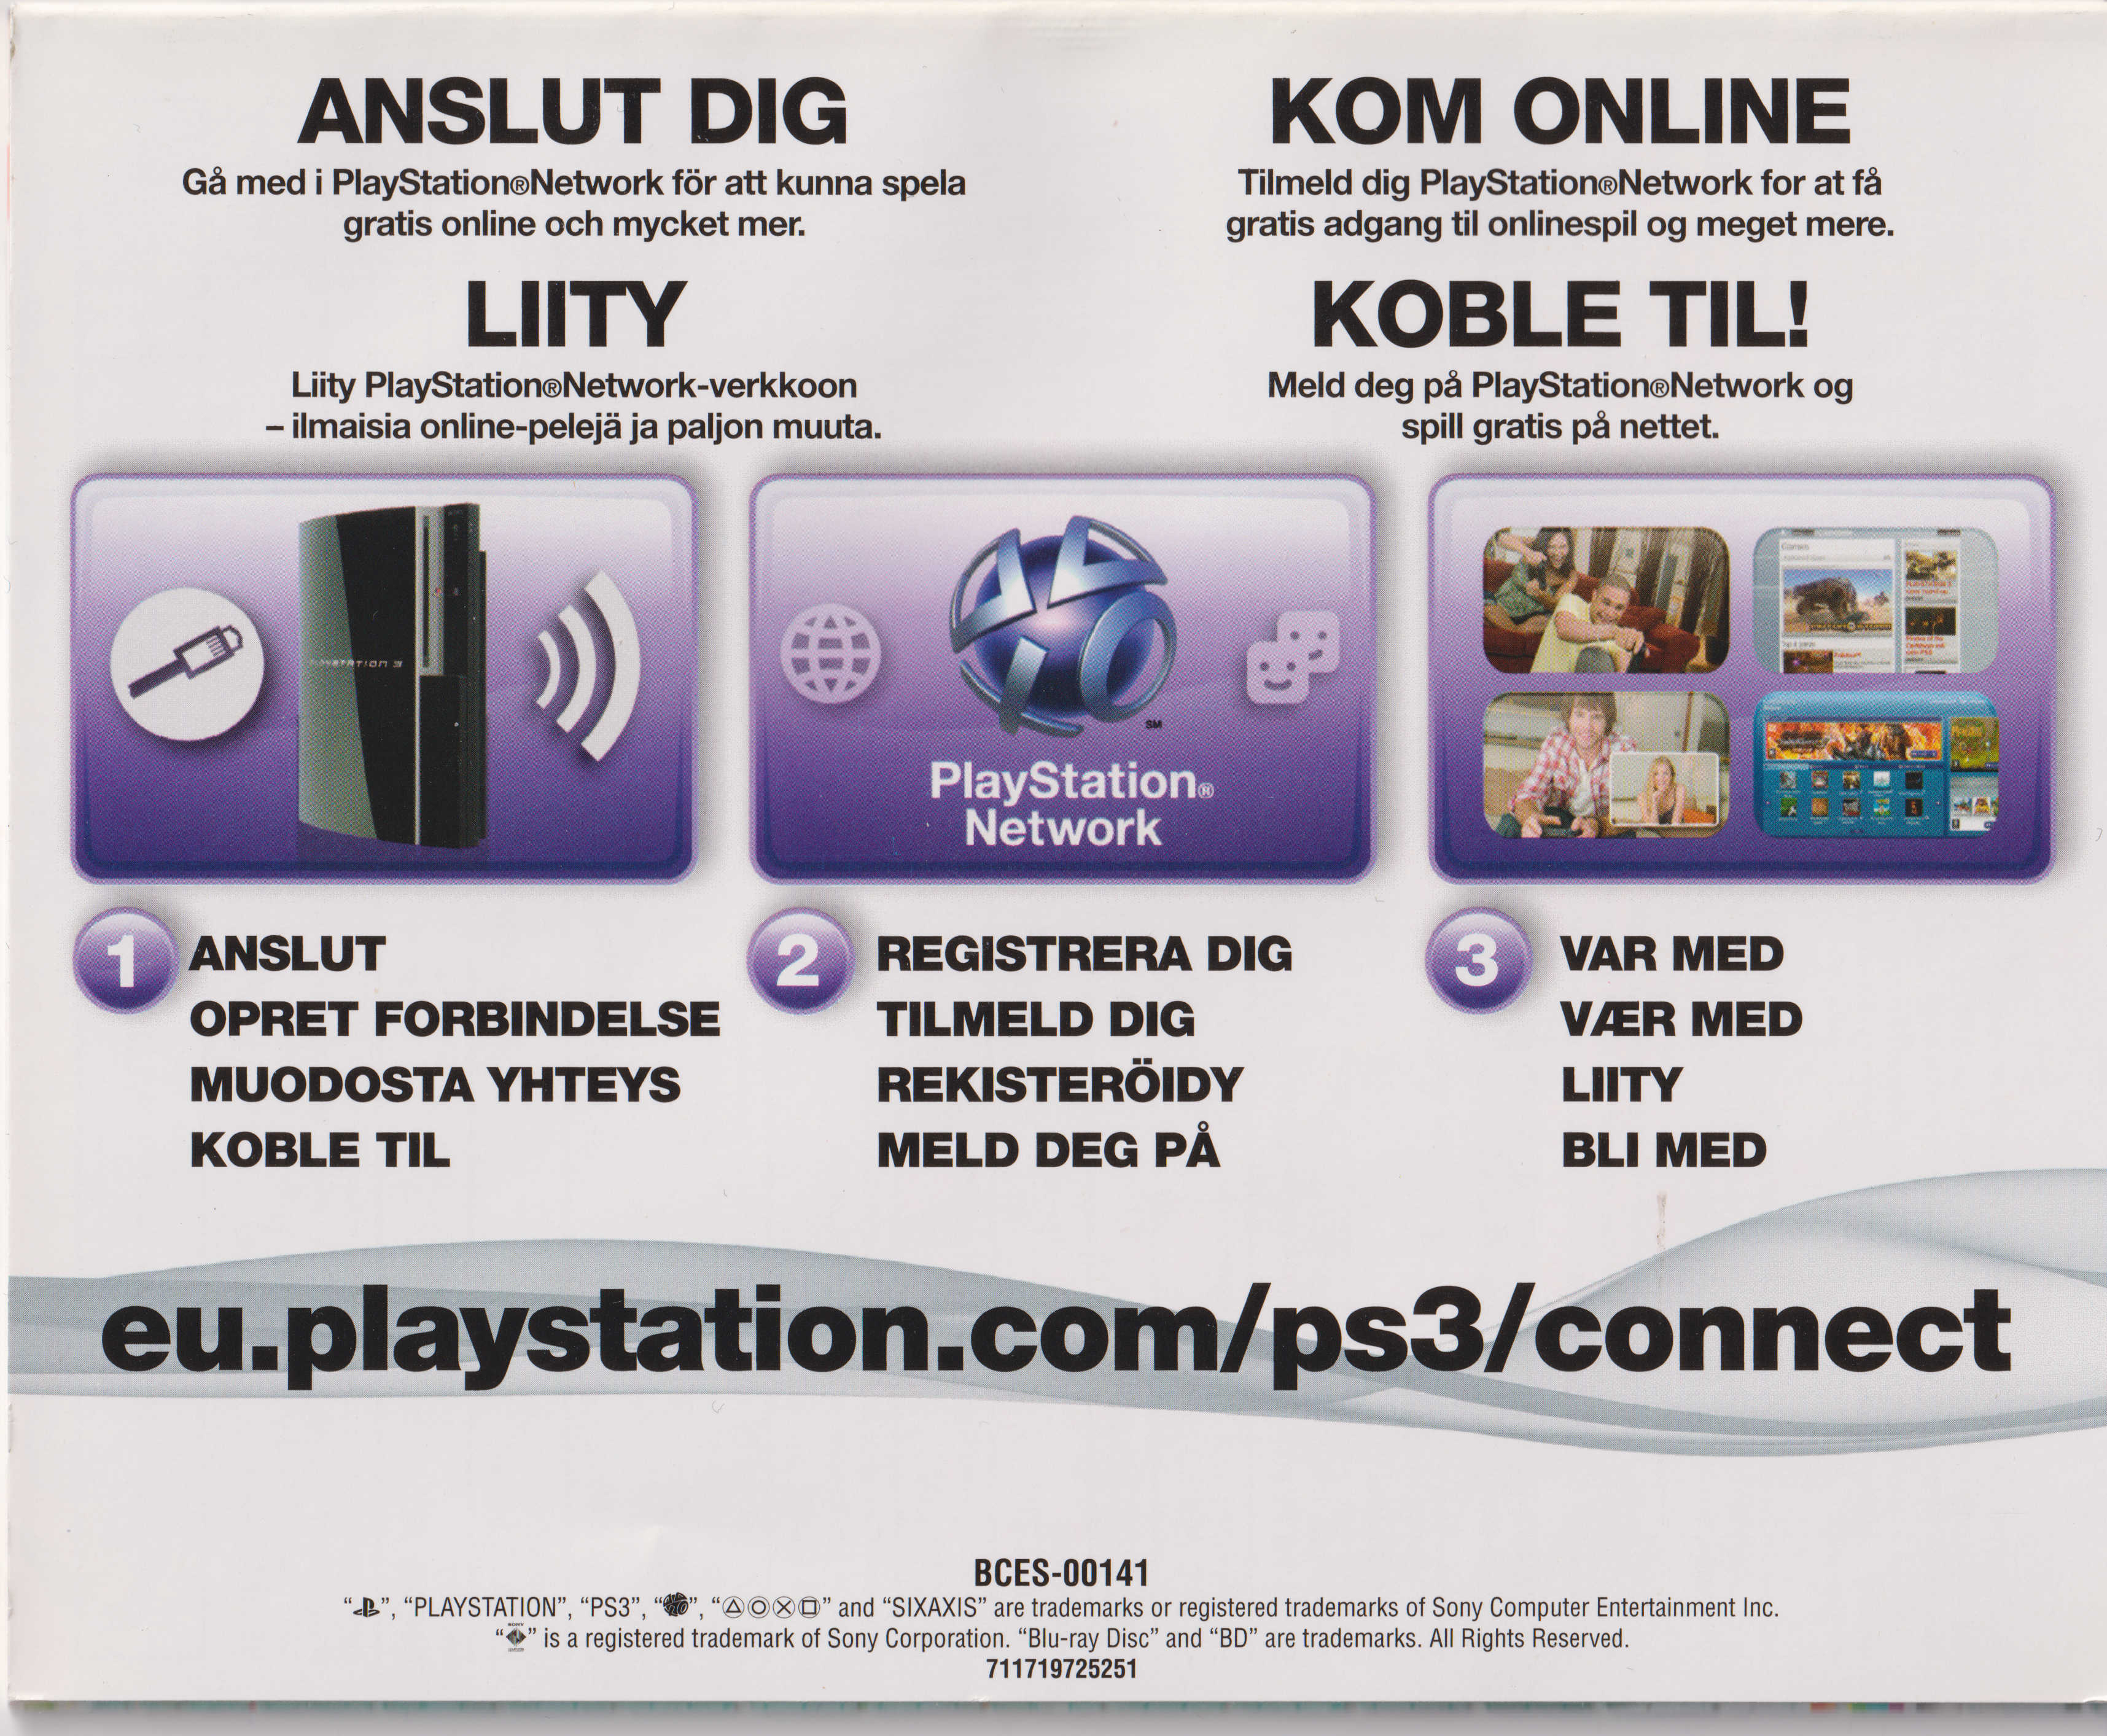 ANSLUT DIG
Gå med i PlayStation®Network för att kunna spela
gratis online och mycket mer.
KOM ONLINE
Tilmeld dig PlayStation®Network for at få
gratis adgang til onlinespil og meget mere.
LIITY
Liity PlayStation®Network-verkkoon
– ilmaisia online-pelejä ja paljon muuta.
KOBLE TIL!
Meld deg på PlayStation®Network og
spill gratis på nettet.
PLAYSTATION 3
SM
PlayStation®
Network
Games
1
ANSLUT
OPRET FORBINDELSE
MUODOSTA YHTEYS
KOBLE TIL
2
REGISTRERA DIG
TILMELD DIG
REKISTERÖIDY
MELD DEG PÅ
3
VAR MED
VÆR MED
LIITY
BLI MED
eu.playstation.com/ps3/connect
BCES-00141
“ ”, “PLAYSTATION”, “PS3”, “ ”, “△○✕□” and “SIXAXIS” are trademarks or registered trademarks of Sony Computer Entertainment Inc.
“ ” is a registered trademark of Sony Corporation. “Blu-ray Disc” and “BD” are trademarks. All Rights Reserved.
711719725251